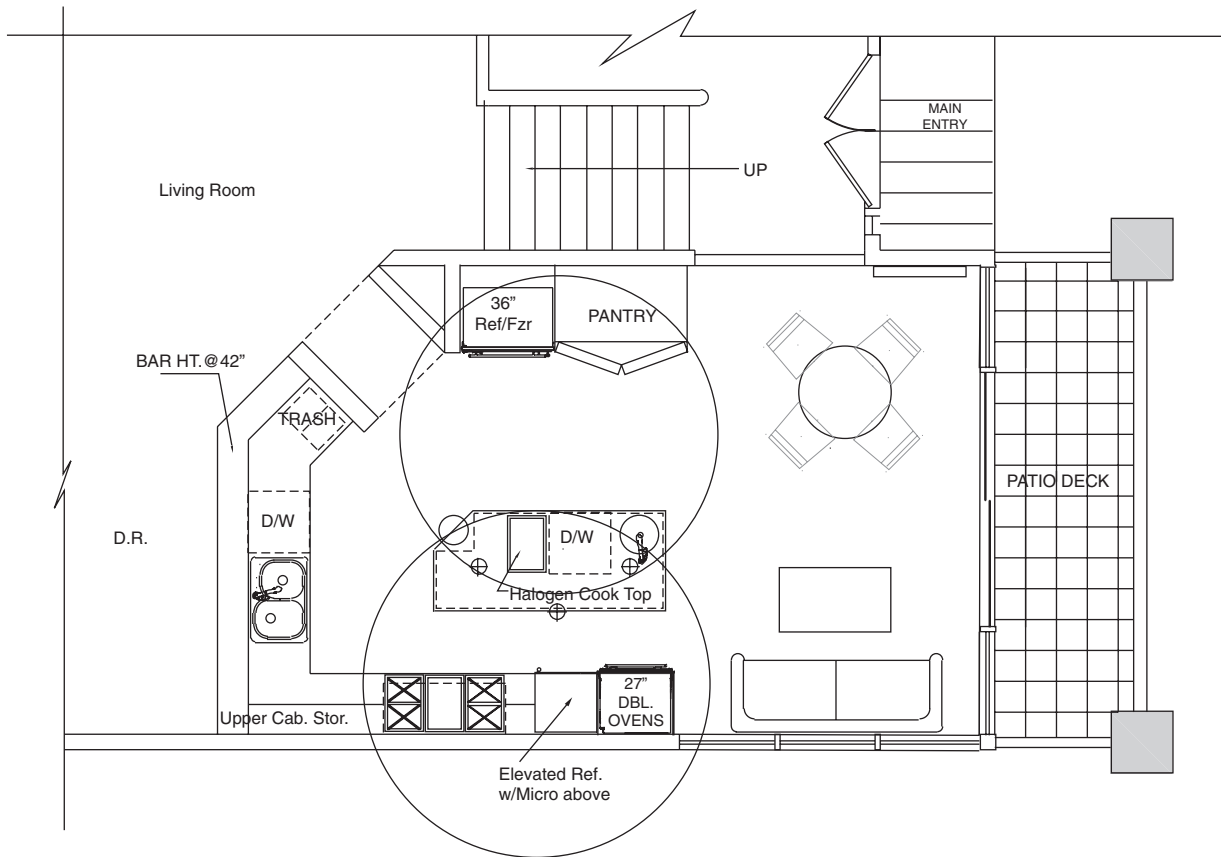 MAIN
ENTRY
UP
Living Room
36”
Ref/Fzr
PANTRY
BAR HT. @ 42”
TRASH
PATIO DECK
D/W
D/W
D.R.
Halogen Cook Top
27”
DBL.
OVENS
Upper Cab. Stor.
Elevated Ref.
w/Micro above